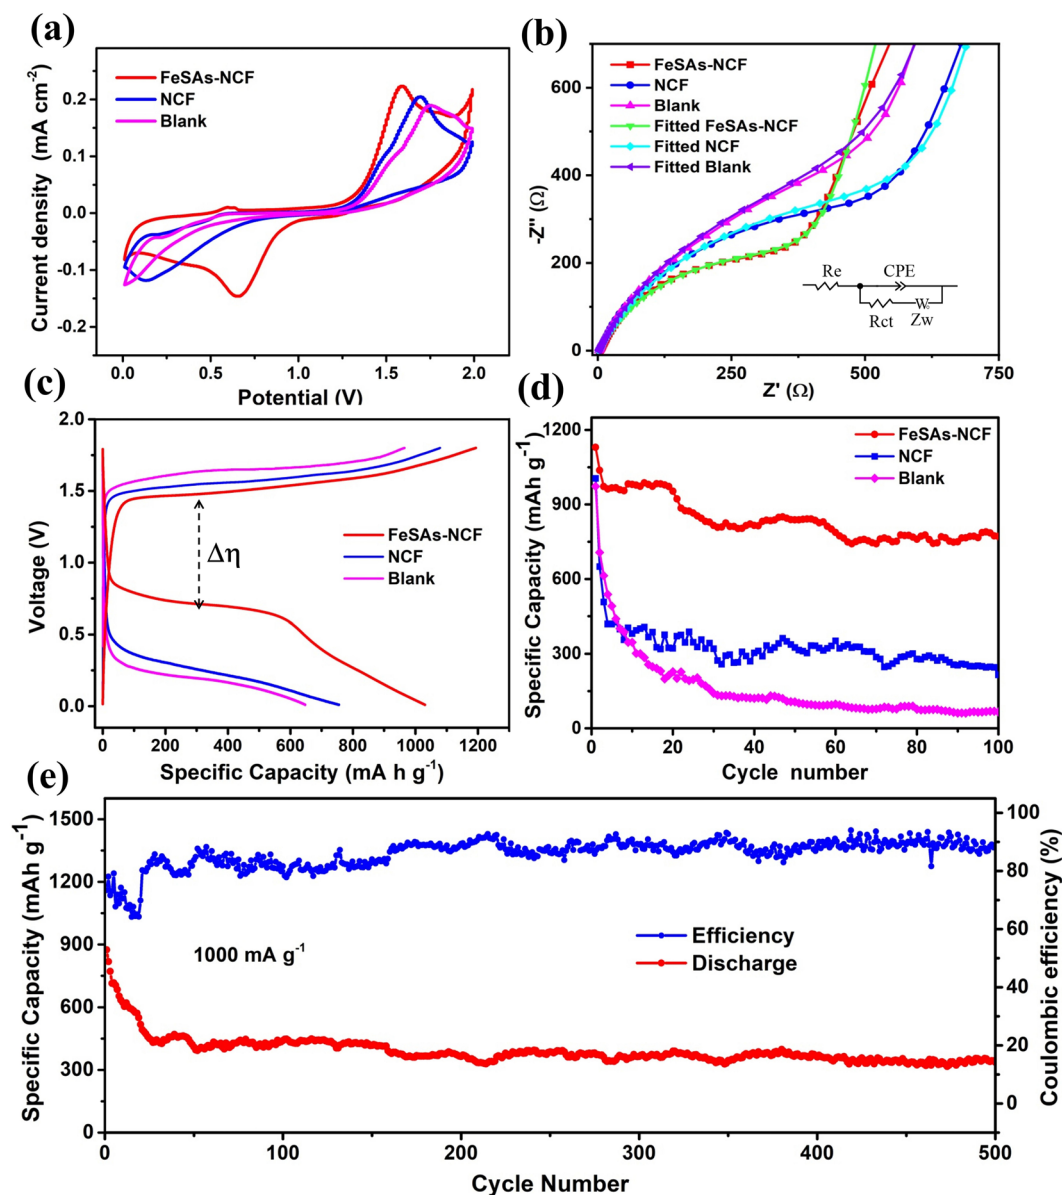 (a)
FeSAs-NCF
NCF
Blank
Current density (mA cm⁻²)
0.2
0.1
0.0
-0.1
-0.2
0.0 0.5 1.0 1.5 2.0
Potential (V)
(b)
FeSAs-NCF
NCF
Blank
Fitted FeSAs-NCF
Fitted NCF
Fitted Blank
-Z'' (Ω)
600
400
200
0
Re CPE
Rct Zw
W₀
0 250 500 750
Z' (Ω)
(c)
Voltage (V)
2.0
1.5
1.0
0.5
0.0
FeSAs-NCF
NCF
Blank
Δη
0 200 400 600 800 1000 1200
Specific Capacity (mA h g⁻¹)
(d)
Specific Capacity (mAh g⁻¹)
1200
900
600
300
0
FeSAs-NCF
NCF
Blank
0 20 40 60 80 100
Cycle number
(e)
Specific Capacity (mAh g⁻¹)
1500
1200
900
600
300
0
1000 mA g⁻¹
Efficiency
Discharge
100
80
60
40
20
0
Coulombic efficiency (%)
0 100 200 300 400 500
Cycle Number